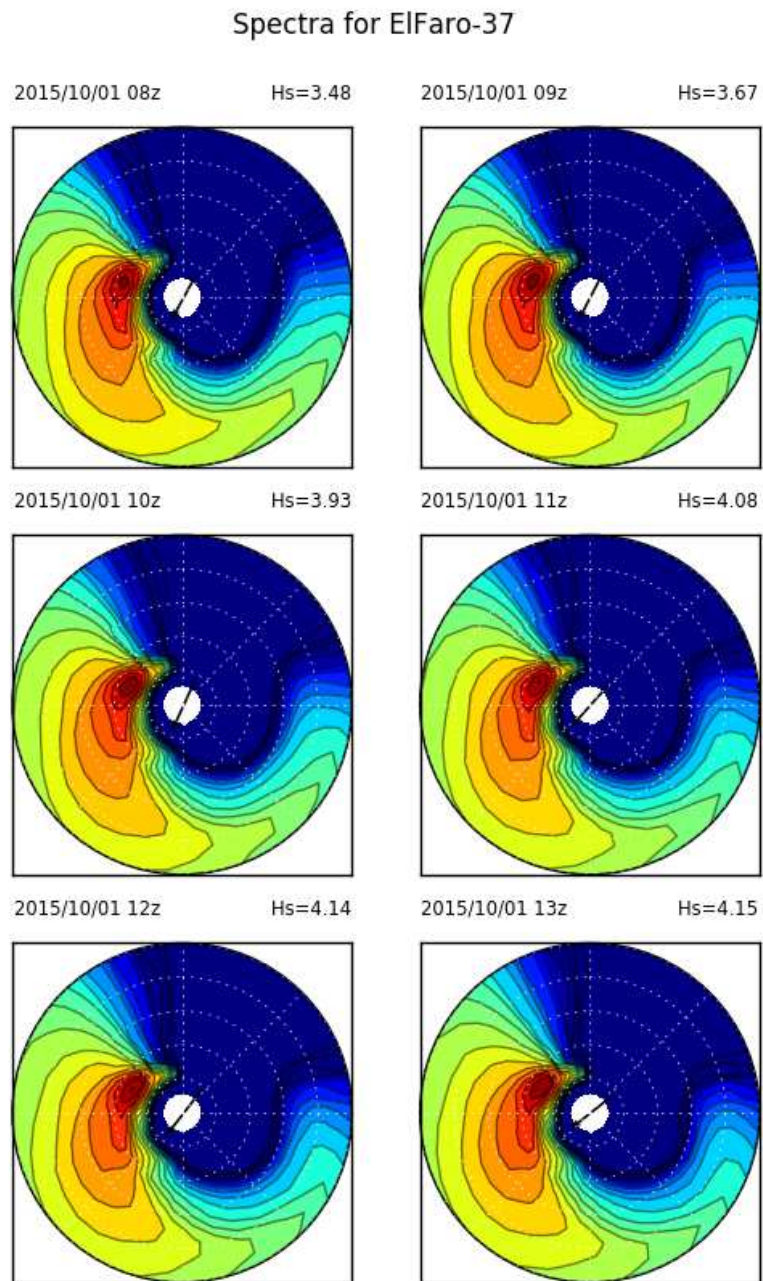 Spectra for ElFaro-37
2015/10/01 08z Hs=3.48
2015/10/01 09z Hs=3.67
2015/10/01 10z Hs=3.93
2015/10/01 11z Hs=4.08
2015/10/01 12z Hs=4.14
2015/10/01 13z Hs=4.15